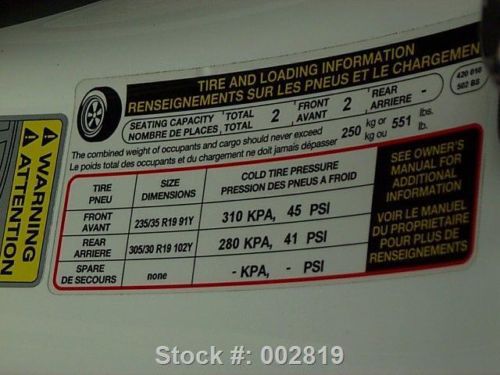 TIRE AND LOADING INFORMATION
RENSEIGNEMENTS SUR LES PNEUS ET LE CHARGEMEN
SEATING CAPACITY TOTAL 2 FRONT 2 REAR -
NOMBRE DE PLACES, TOTAL AVANT ARRIERE
420 010
582 BS
The combined weight of occupants and cargo should never exceed 250 kg or 551 lbs.
Le poids total des occupants et du chargement ne doit jamais dépasser kg ou lb.
WARNING
ATTENTION
TIRE SIZE COLD TIRE PRESSURE
PNEU DIMENSIONS PRESSION DES PNEUS A FROID
FRONT
AVANT 235/35 R19 91Y 310 KPA, 45 PSI
REAR
ARRIERE 305/30 R19 102Y 280 KPA, 41 PSI
SPARE
DE SECOURS none - KPA, - PSI
SEE OWNER'S
MANUAL FOR
ADDITIONAL
INFORMATION
VOIR LE MANUEL
DU PROPRIETAIRE
POUR PLUS DE
RENSEIGNEMENTS
Stock #: 002819